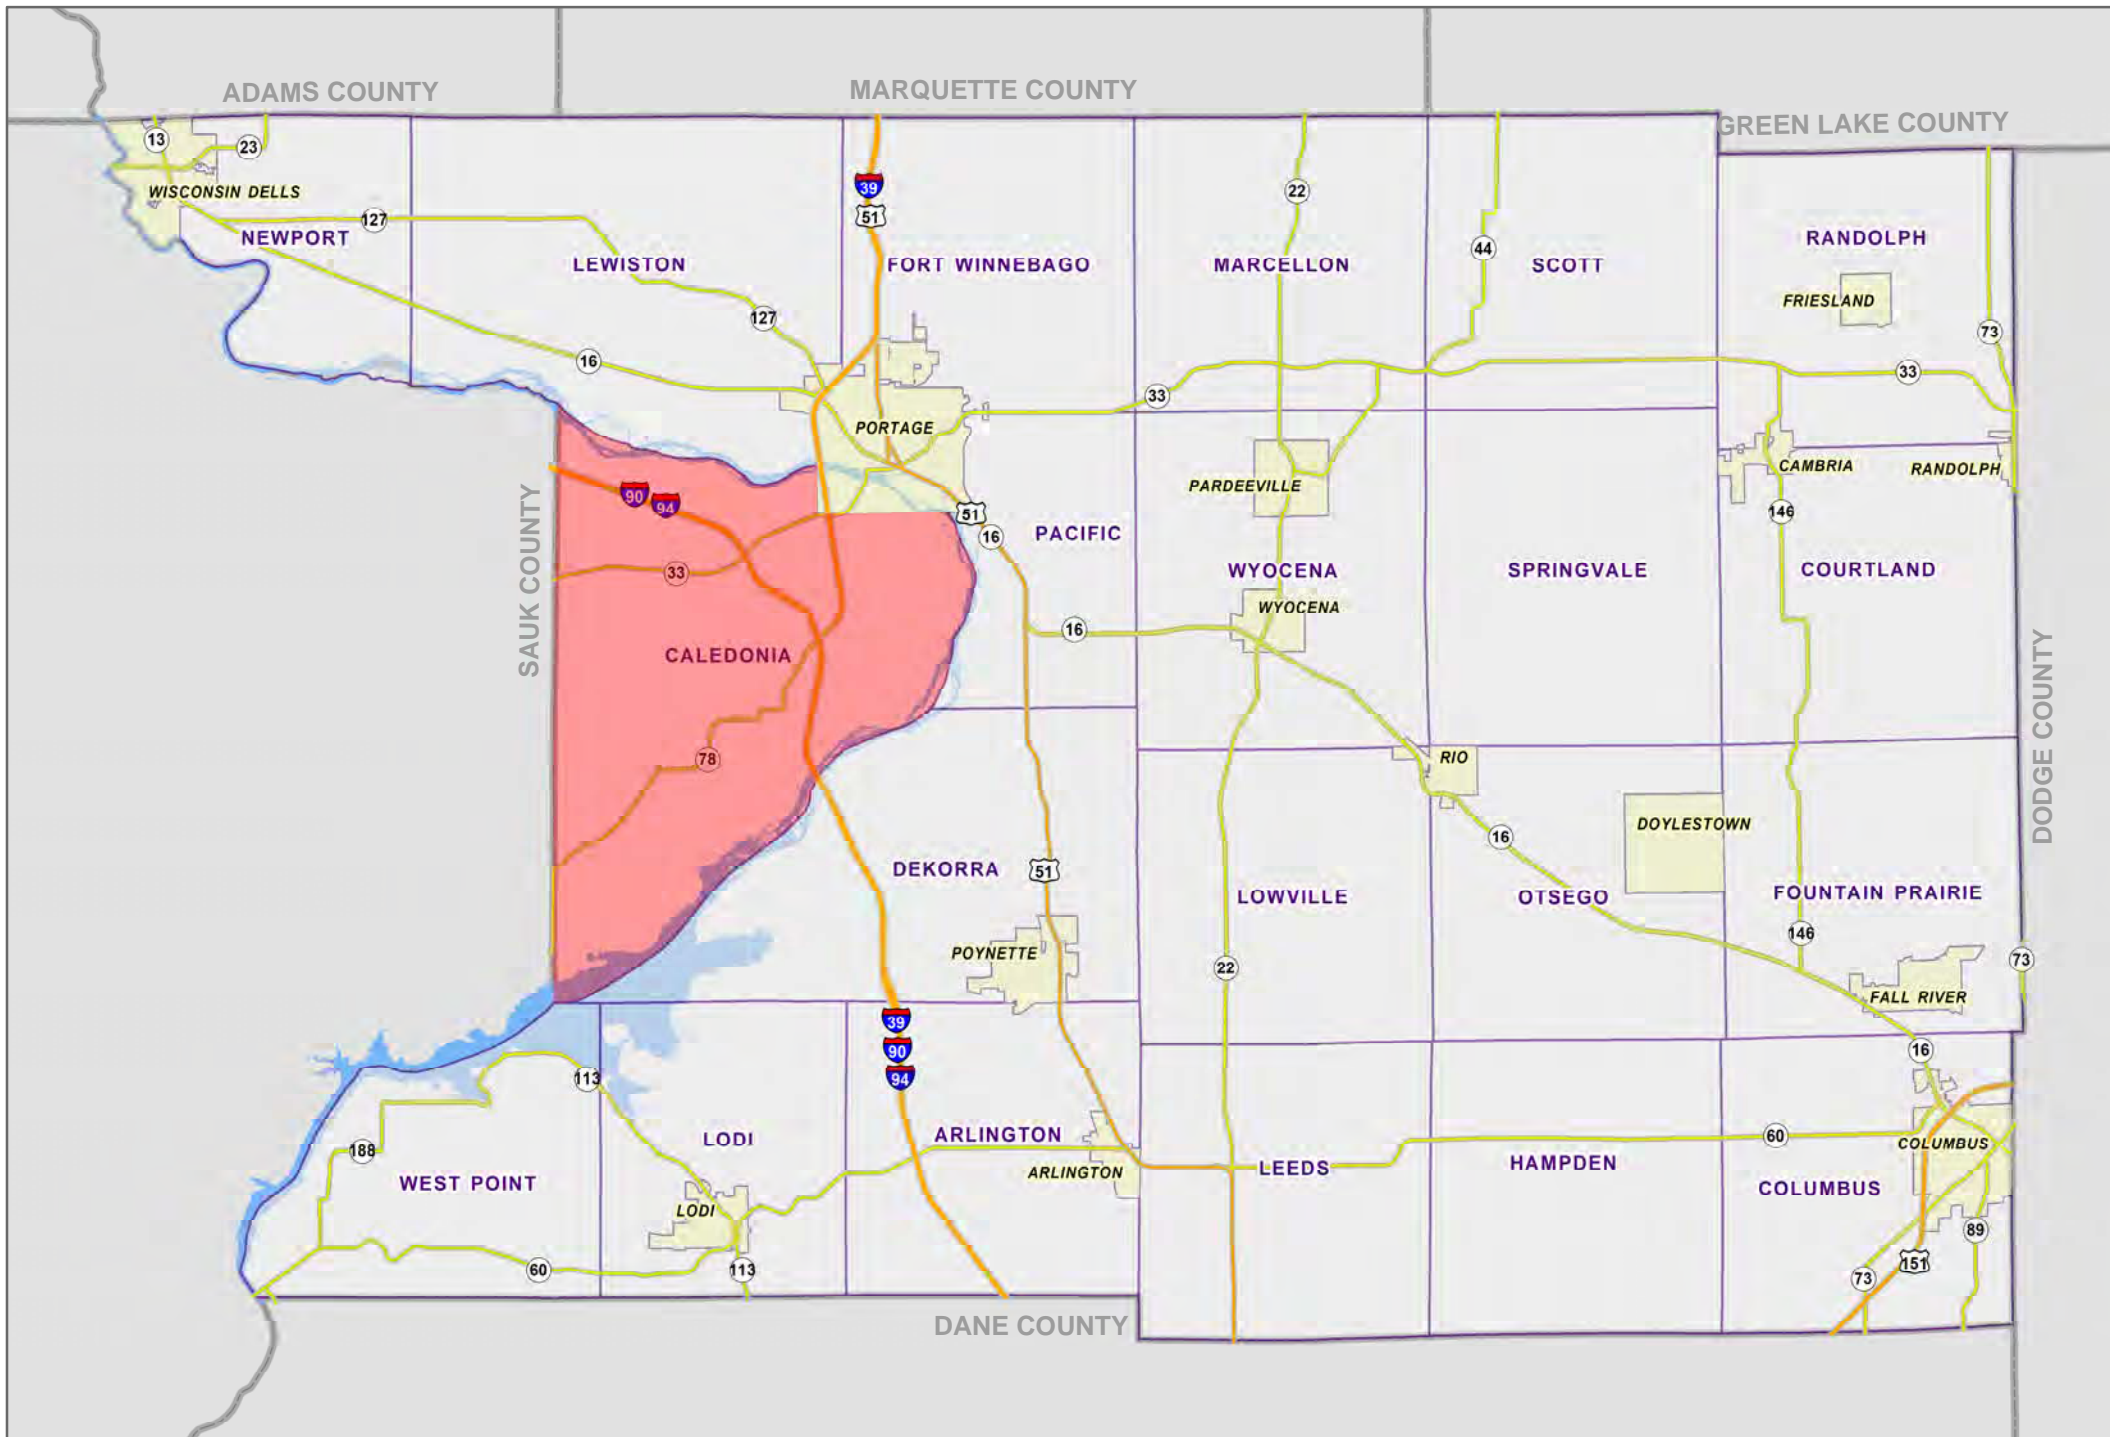 ADAMS COUNTY
MARQUETTE COUNTY
GREEN LAKE COUNTY
13
23
WISCONSIN DELLS
127
NEWPORT
LEWISTON
127
16
39
51
FORT WINNEBAGO
22
MARCELLON
44
SCOTT
RANDOLPH
FRIESLAND
73
33
33
PORTAGE
PARDEEVILLE
CAMBRIA
RANDOLPH
146
90
94
51
16
PACIFIC
SAUK COUNTY
33
WYOCENA
SPRINGVALE
COURTLAND
WYOCENA
16
CALEDONIA
DODGE COUNTY
78
RIO
DOYLESTOWN
16
DEKORRA
51
LOWVILLE
OTSEGO
FOUNTAIN PRAIRIE
146
POYNETTE
22
73
FALL RIVER
39
90
94
16
113
188
LODI
ARLINGTON
60
COLUMBUS
WEST POINT
ARLINGTON
LEEDS
HAMPDEN
COLUMBUS
LODI
89
60
113
151
73
DANE COUNTY